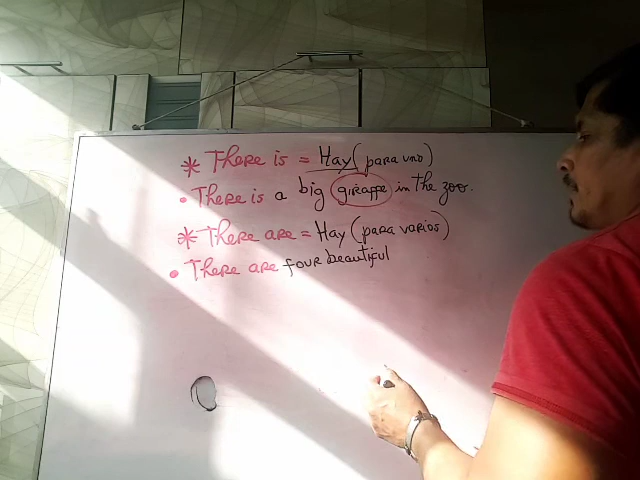 * There is = Hay (para uno)
• There is a big giraffe in the zoo.
* There are = Hay (para varios)
• There are four beautiful